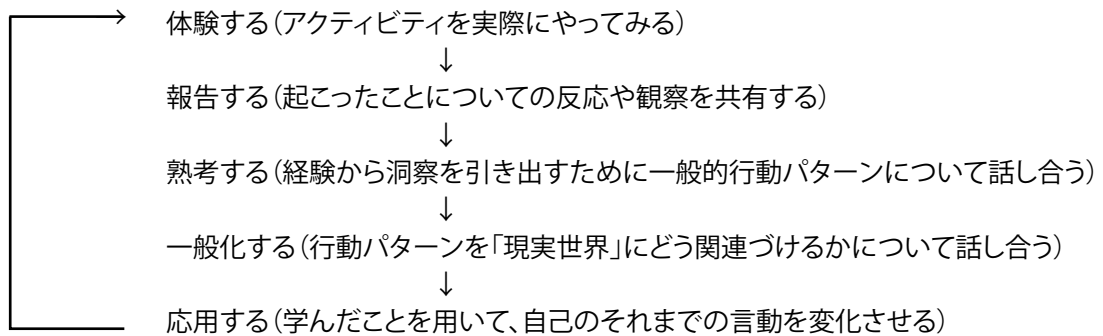 体験する（アクティビティを実際にやってみる）
↓
報告する（起こったことについての反応や観察を共有する）
↓
熟考する（経験から洞察を引き出すために一般的行動パターンについて話し合う）
↓
一般化する（行動パターンを「現実世界」にどう関連づけるかについて話し合う）
↓
応用する（学んだことを用いて、自己のそれまでの言動を変化させる）